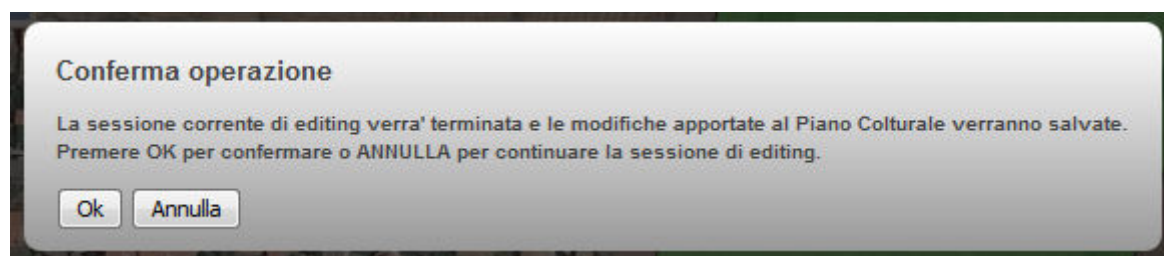 Conferma operazione
La sessione corrente di editing verra' terminata e le modifiche apportate al Piano Colturale verranno salvate.
Premere OK per confermare o ANNULLA per continuare la sessione di editing.
Ok Annulla